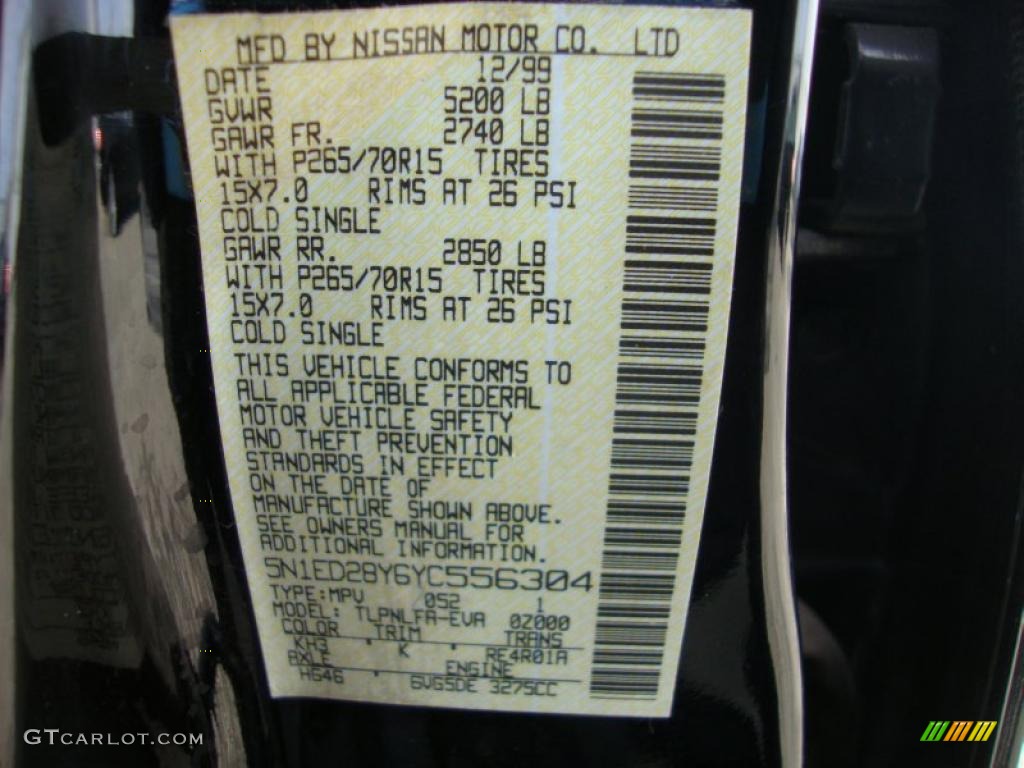 MFD BY NISSAN MOTOR CO. LTD
DATE 12/99
GVWR 5200 LB
GAWR FR. 2740 LB
WITH P265/70R15 TIRES
15X7.0 RIMS AT 26 PSI
COLD SINGLE
GAWR RR. 2850 LB
WITH P265/70R15 TIRES
15X7.0 RIMS AT 26 PSI
COLD SINGLE
THIS VEHICLE CONFORMS TO
ALL APPLICABLE FEDERAL
MOTOR VEHICLE SAFETY
AND THEFT PREVENTION
STANDARDS IN EFFECT
ON THE DATE OF
MANUFACTURE SHOWN ABOVE.
SEE OWNERS MANUAL FOR
ADDITIONAL INFORMATION.
5N1ED28Y6YC556304
TYPE:MPV 052 1
MODEL: TLPNLFA-EVA 0Z000
COLOR TRIM TRANS
KH3 K RE4R01A
AXLE ENGINE
HG46 6VG5DE 3275CC
GTCARLOT.COM